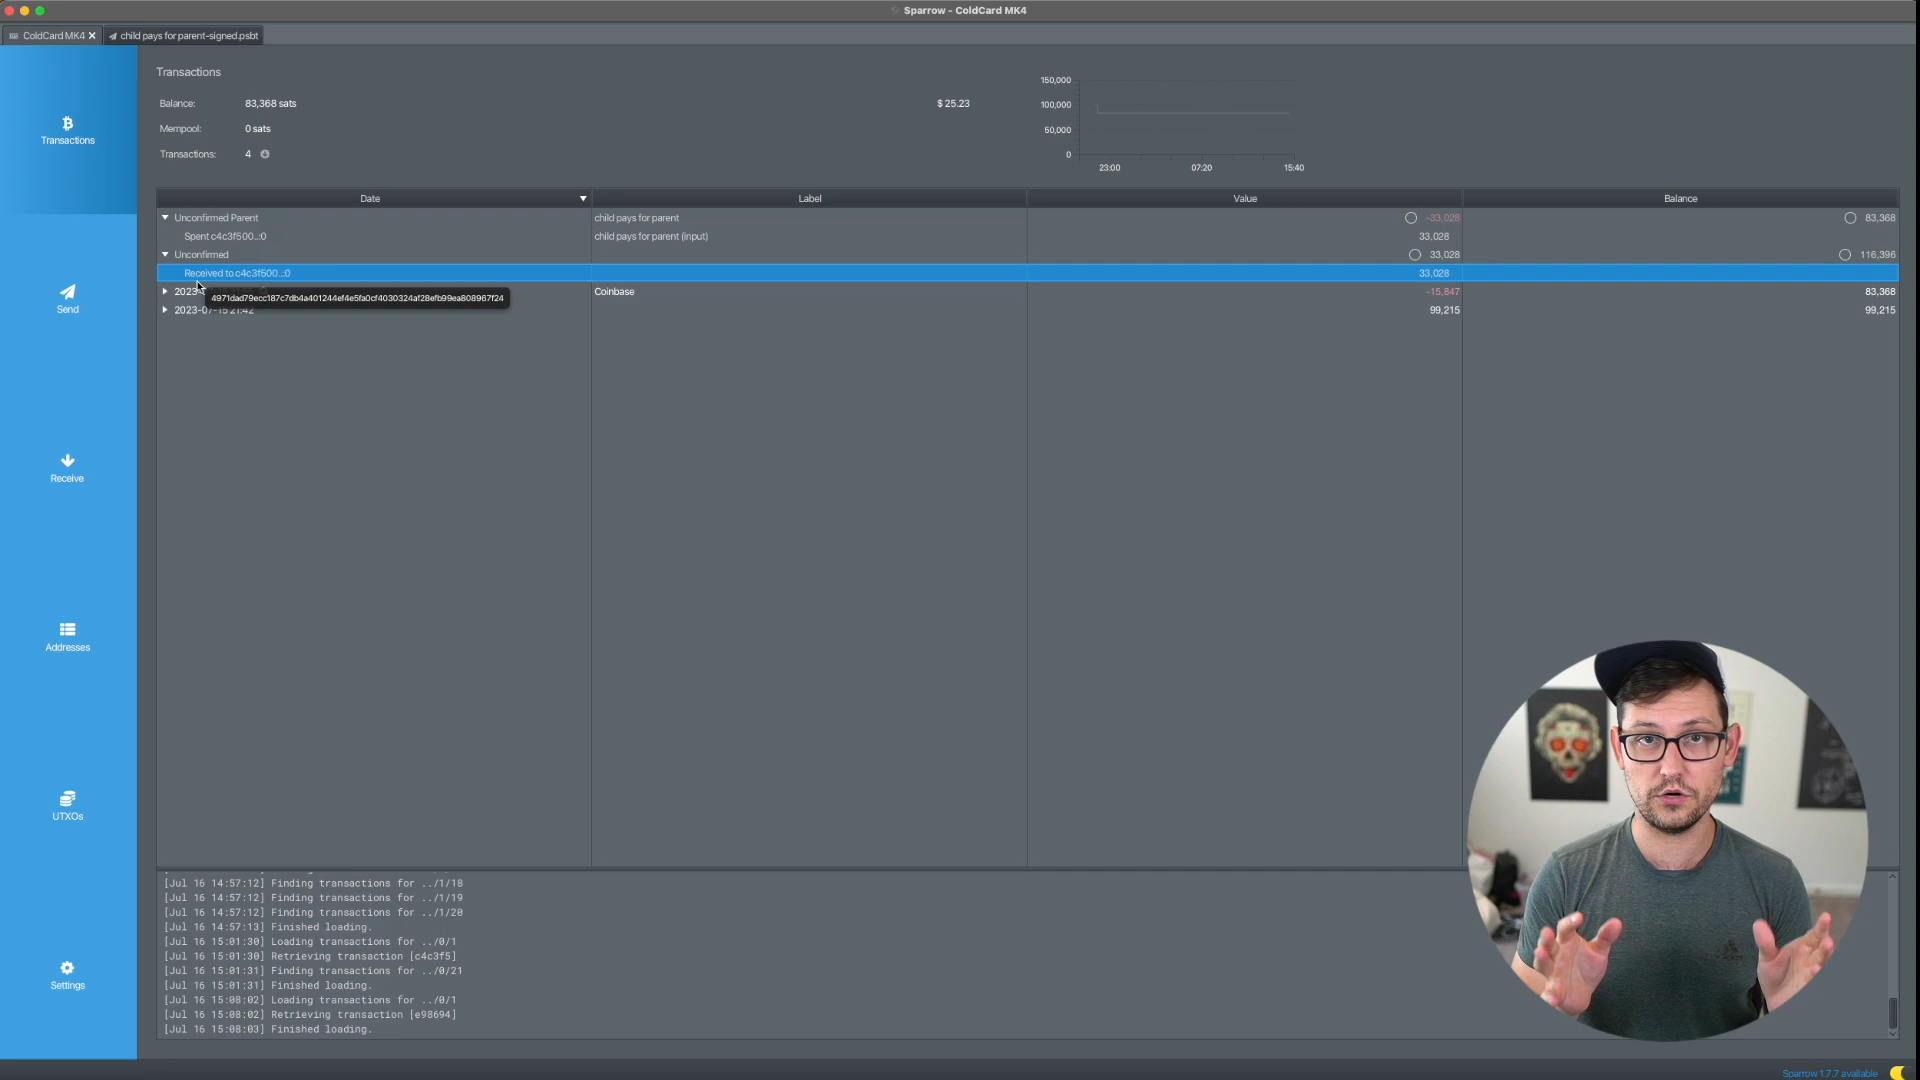 Sparrow - ColdCard MK4
ColdCard MK4
child pays for parent-signed.psbt
Transactions
Send
Receive
Addresses
UTXOs
Settings
Transactions
Balance: 83,368 sats $ 25.23
Mempool: 0 sats
Transactions: 4
150,000
100,000
50,000
0
23:00 07:20 15:40
Date Label Value Balance
Unconfirmed Parent child pays for parent -33,028 83,368
Spent c4c3f500...:0 child pays for parent (input) 33,028
Unconfirmed 33,028 116,396
Received to c4c3f500...:0 33,028
2023- Coinbase -15,847 83,368
4971dad79ecc187c7db4a401244ef4e5fa0cf4030324af28efb99ea808967f24
2023-07-15 21:42 99,215 99,215
[Jul 16 14:57:12] Finding transactions for ../1/18
[Jul 16 14:57:12] Finding transactions for ../1/19
[Jul 16 14:57:12] Finding transactions for ../1/20
[Jul 16 14:57:13] Finished loading.
[Jul 16 15:01:30] Loading transactions for ../0/1
[Jul 16 15:01:30] Retrieving transaction [c4c3f5]
[Jul 16 15:01:31] Finding transactions for ../0/21
[Jul 16 15:01:31] Finished loading.
[Jul 16 15:08:02] Loading transactions for ../0/1
[Jul 16 15:08:02] Retrieving transaction [e98694]
[Jul 16 15:08:03] Finished loading.
Sparrow 1.7.7 available